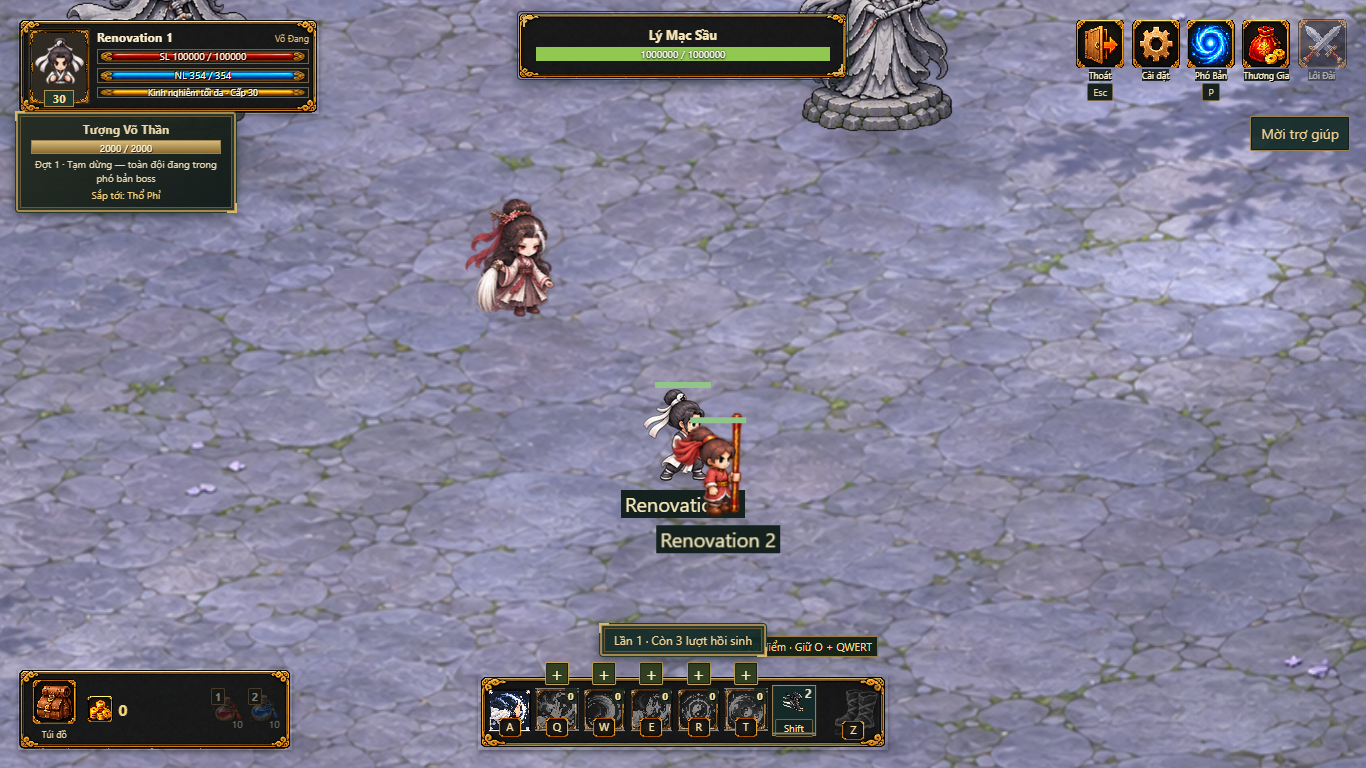 Renovation 1
Võ Đang
SL 100000 / 100000
NL 354 / 354
Kinh nghiệm tối đa · Cấp 30
30
Tượng Võ Thần
2000 / 2000
Đợt 1 · Tạm dừng — toàn đội đang trong
phó bản boss
Sắp tới: Thổ Phỉ
Lý Mạc Sầu
1000000 / 1000000
Thoát
Cài đặt
Phó Bản
Thương Gia
Lôi Đài
Esc
P
Mời trợ giúp
Renovatio
Renovation 2
Lần 1 · Còn 3 lượt hồi sinh
iểm · Giữ O + QWERT
+ + + + +
0 0 0 0 0 2
A Q W E R T Shift Z
0
1 2
10 10
Túi đồ